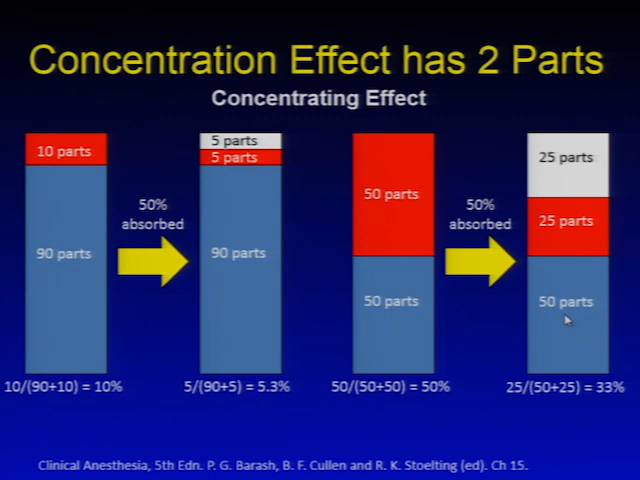 Concentration Effect has 2 Parts
Concentrating Effect
10 parts
90 parts
10/(90+10) = 10%
50%
absorbed
5 parts
5 parts
90 parts
5/(90+5) = 5.3%
50 parts
50 parts
50/(50+50) = 50%
50%
absorbed
25 parts
25 parts
50 parts
25/(50+25) = 33%
Clinical Anesthesia, 5th Edn. P. G. Barash, B. F. Cullen and R. K. Stoelting (ed). Ch 15.